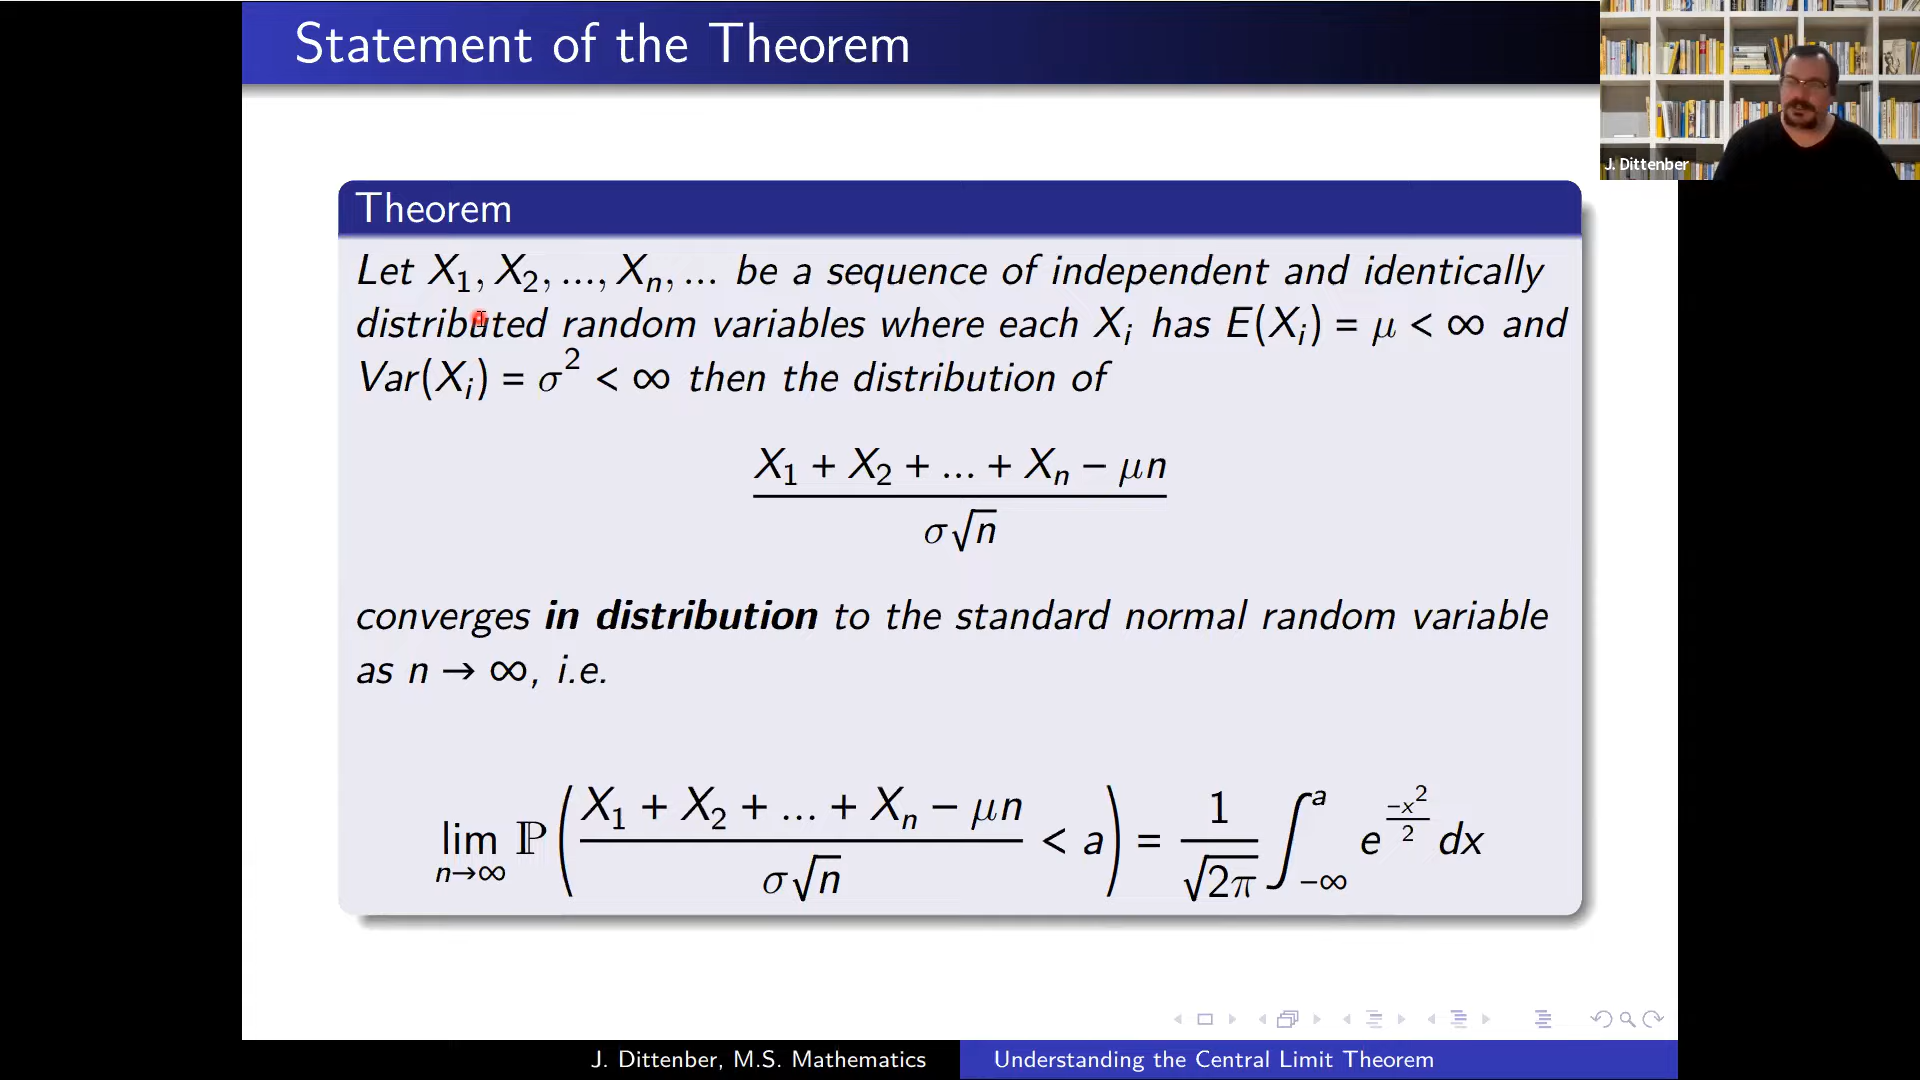 Statement of the Theorem
J. Dittenber
Theorem
Let X₁, X₂, ..., Xₙ, ... be a sequence of independent and identically
distributed random variables where each Xᵢ has E(Xᵢ) = μ < ∞ and
Var(Xᵢ) = σ² < ∞ then the distribution of
X₁ + X₂ + ... + Xₙ − μn
σ√n
converges in distribution to the standard normal random variable
as n → ∞, i.e.
lim n→∞ ℙ( (X₁ + X₂ + ... + Xₙ − μn) / (σ√n) < a ) = 1/√2π ∫₋∞^a e^(−x²/2) dx
J. Dittenber, M.S. Mathematics
Understanding the Central Limit Theorem